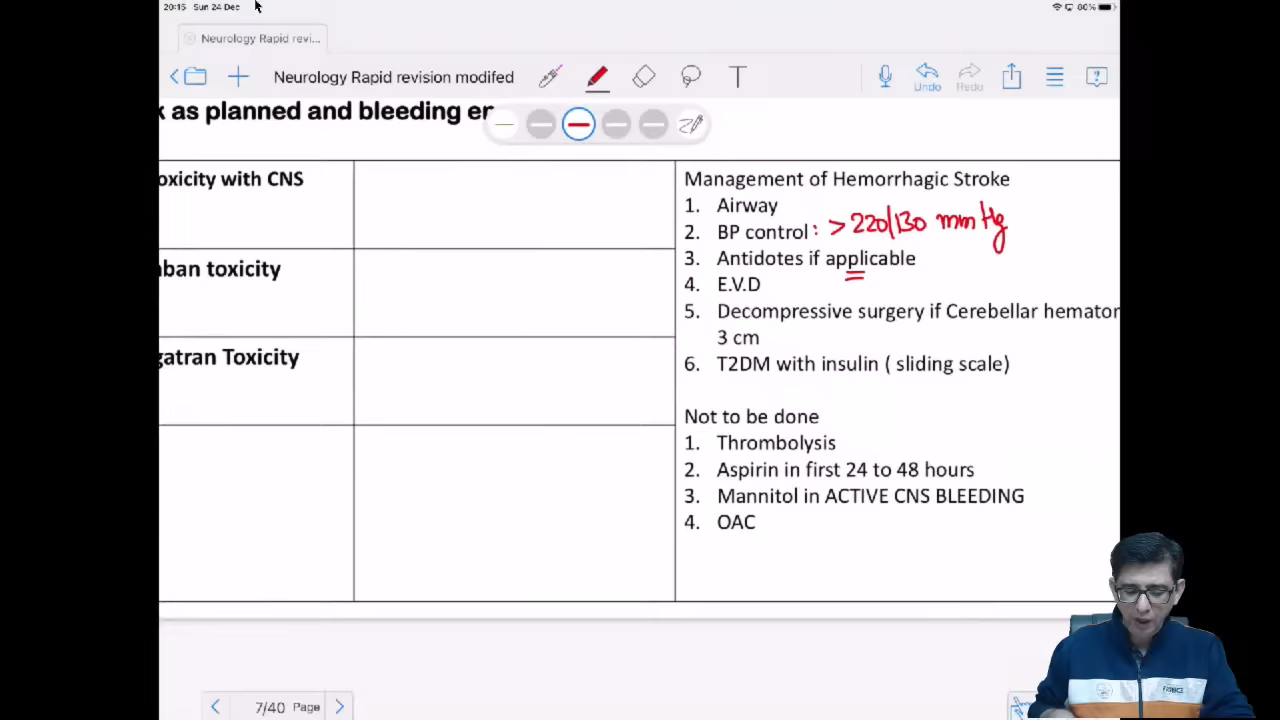 20:15 Sun 24 Dec
80%
Neurology Rapid revi...
Neurology Rapid revision modifed
T
Undo
Redo
k as planned and bleeding en
oxicity with CNS
aban toxicity
gatran Toxicity
Management of Hemorrhagic Stroke
1. Airway
2. BP control : > 220/130 mm Hg
3. Antidotes if applicable
4. E.V.D
5. Decompressive surgery if Cerebellar hemator
3 cm
6. T2DM with insulin ( sliding scale)
Not to be done
1. Thrombolysis
2. Aspirin in first 24 to 48 hours
3. Mannitol in ACTIVE CNS BLEEDING
4. OAC
7/40 Page